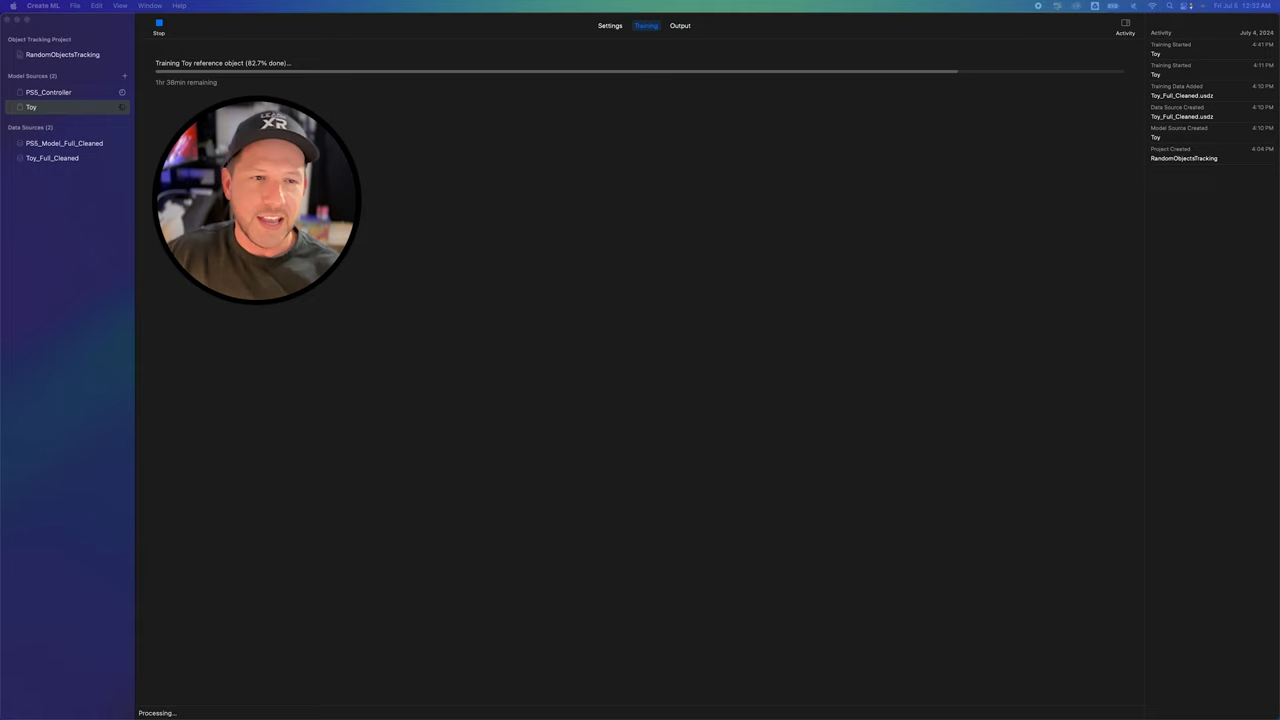 Create ML File Edit View Window Help
Fri Jul 5 12:32 AM
Stop
Settings Training Output
Activity
Object Tracking Project
RandomObjectsTracking
Model Sources (2) +
PS5_Controller
Toy
Data Sources (2)
PS5_Model_Full_Cleaned
Toy_Full_Cleaned
Training Toy reference object (82.7% done)...
1hr 38min remaining
XR
Activity July 4, 2024
Training Started 4:41 PM
Toy
Training Started 4:11 PM
Toy
Training Data Added 4:10 PM
Toy_Full_Cleaned.usdz
Data Source Created 4:10 PM
Toy_Full_Cleaned.usdz
Model Source Created 4:10 PM
Toy
Project Created 4:04 PM
RandomObjectsTracking
Processing...